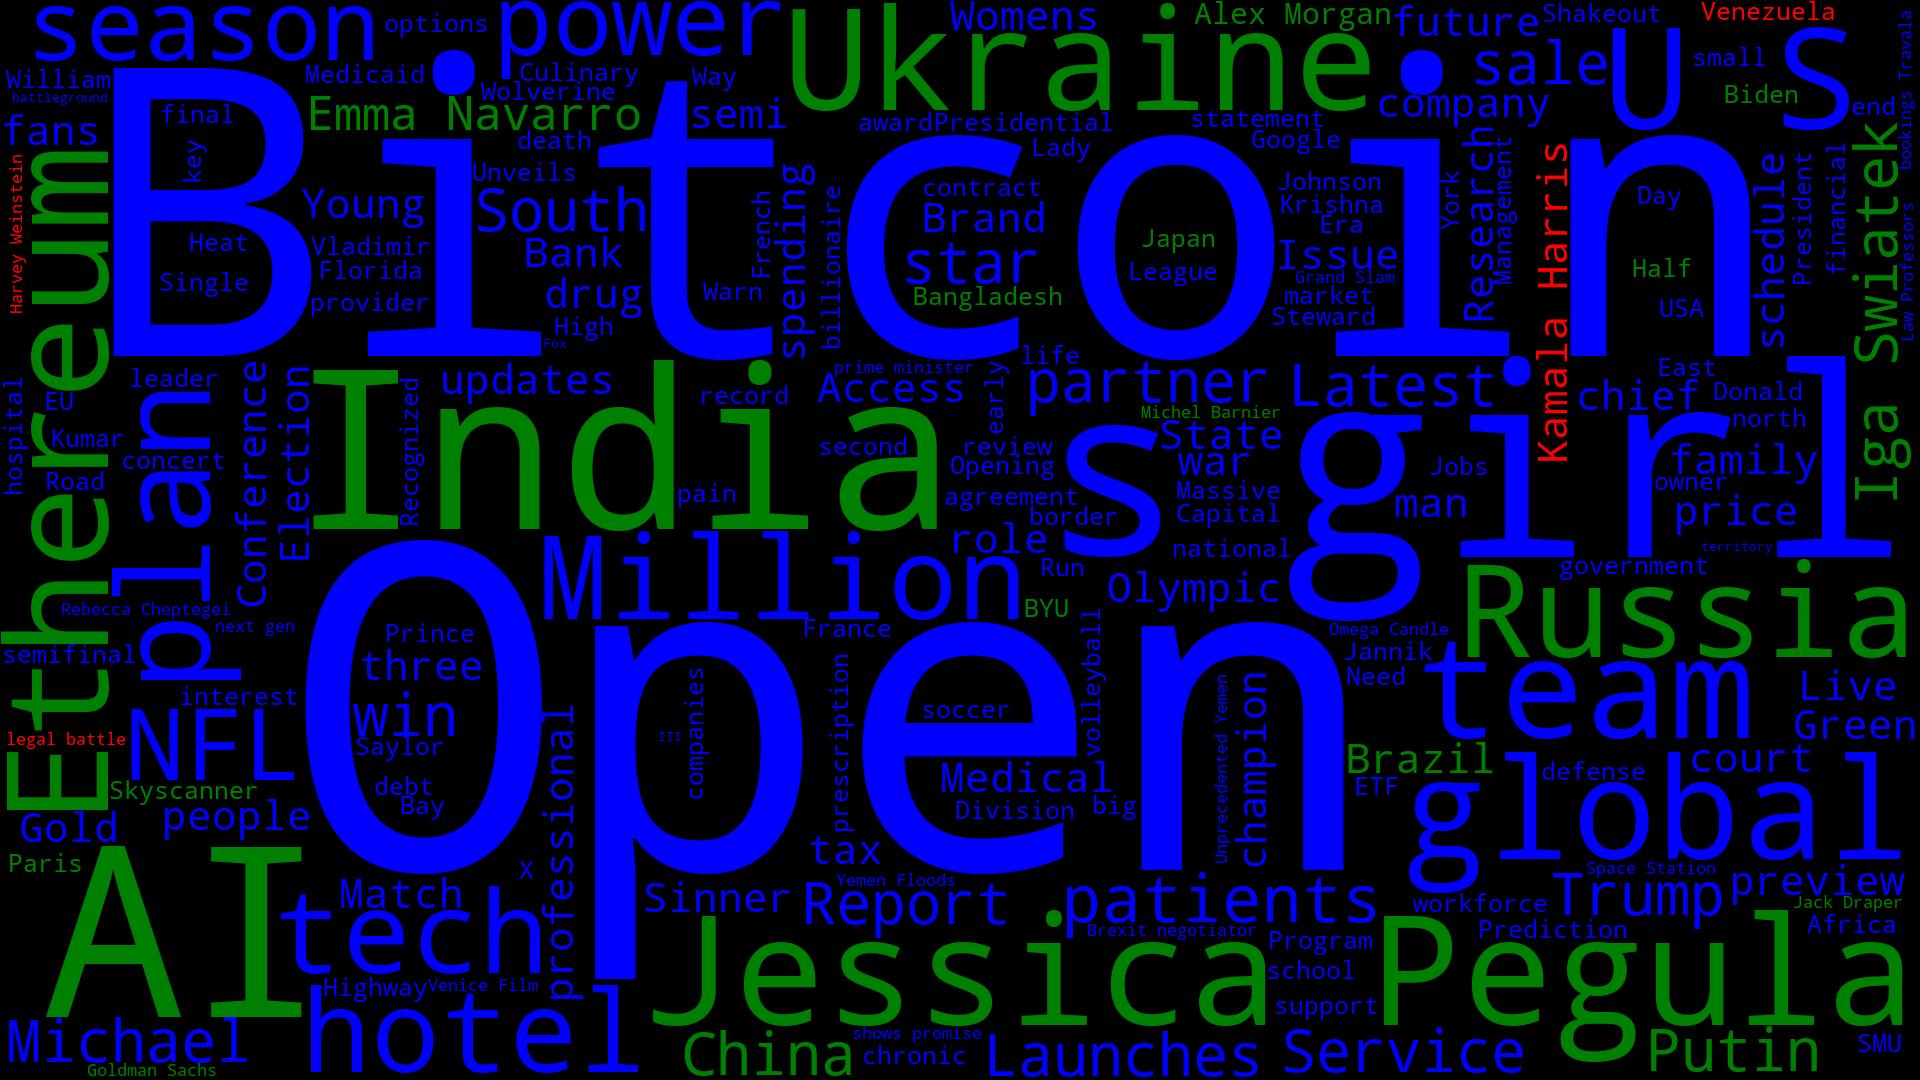 season
options
power
Ukraine
Womens
Alex Morgan
future
Shakeout
Venezuela
William
battleground
Medicaid
Culinary
Wolverine
Way
sale
U S
small
Biden
end
bookings Travala
fans
final
key
Emma Navarro
death
semi
awardPresidential
Lady
statement
Google
company
Bitcoin
Harvey Weinstein
Ethereum
Heat
Single
Young
Vladimir
Florida
provider
Unveils
South
Bank
drug
High
Fox
French
Warn
spending
billionaire
contract
Brand
star
Bangladesh
Japan
League
Johnson
Krishna
Era
Issue
Grand Slam
market
Steward
York
Research
Management
Kamala Harris
Day
Half
USA
schedule
President
financial
Iga Swiatek
Law Professors
hospital
leader
EU
Kumar
concert
Road
plan
Conference
Election
India
Recognized
updates
pain
record
prime minister
Access
second
early
life
review
Opening
agreement
border
role
partner
Michel Barnier
State
war
Massive
Capital
national
Latest
s girl
man
Jobs
chief
East
Donald
north
family
owner
price
territory
government
Rebecca Cheptegei
next gen
semifinal
interest
legal battle
NFL
Skyscanner
people
Gold
Paris
Open
Prince
three
win
Saylor
debt
Bay
X
Million
III
companies
France
prescription
Run
BYU
Olympic
volleyball
soccer
Medical
Division
big
Unprecedented Yemen
champion
Omega Candle
Jannik
Need
Russia
team
Live
Green
Brazil
ETF
defense
court
global
AI
Match
tech
professional
Sinner
tax
Yemen Floods
Report
patients
Brexit negotiator
Program
school
support
Space Station
workforce
Trump
preview
Jack Draper
Prediction
Africa
Highway
Venice Film
hotel
Michael
Goldman Sachs
Jessica Pegula
China
shows promise
chronic
Launches
Service
Putin
SMU